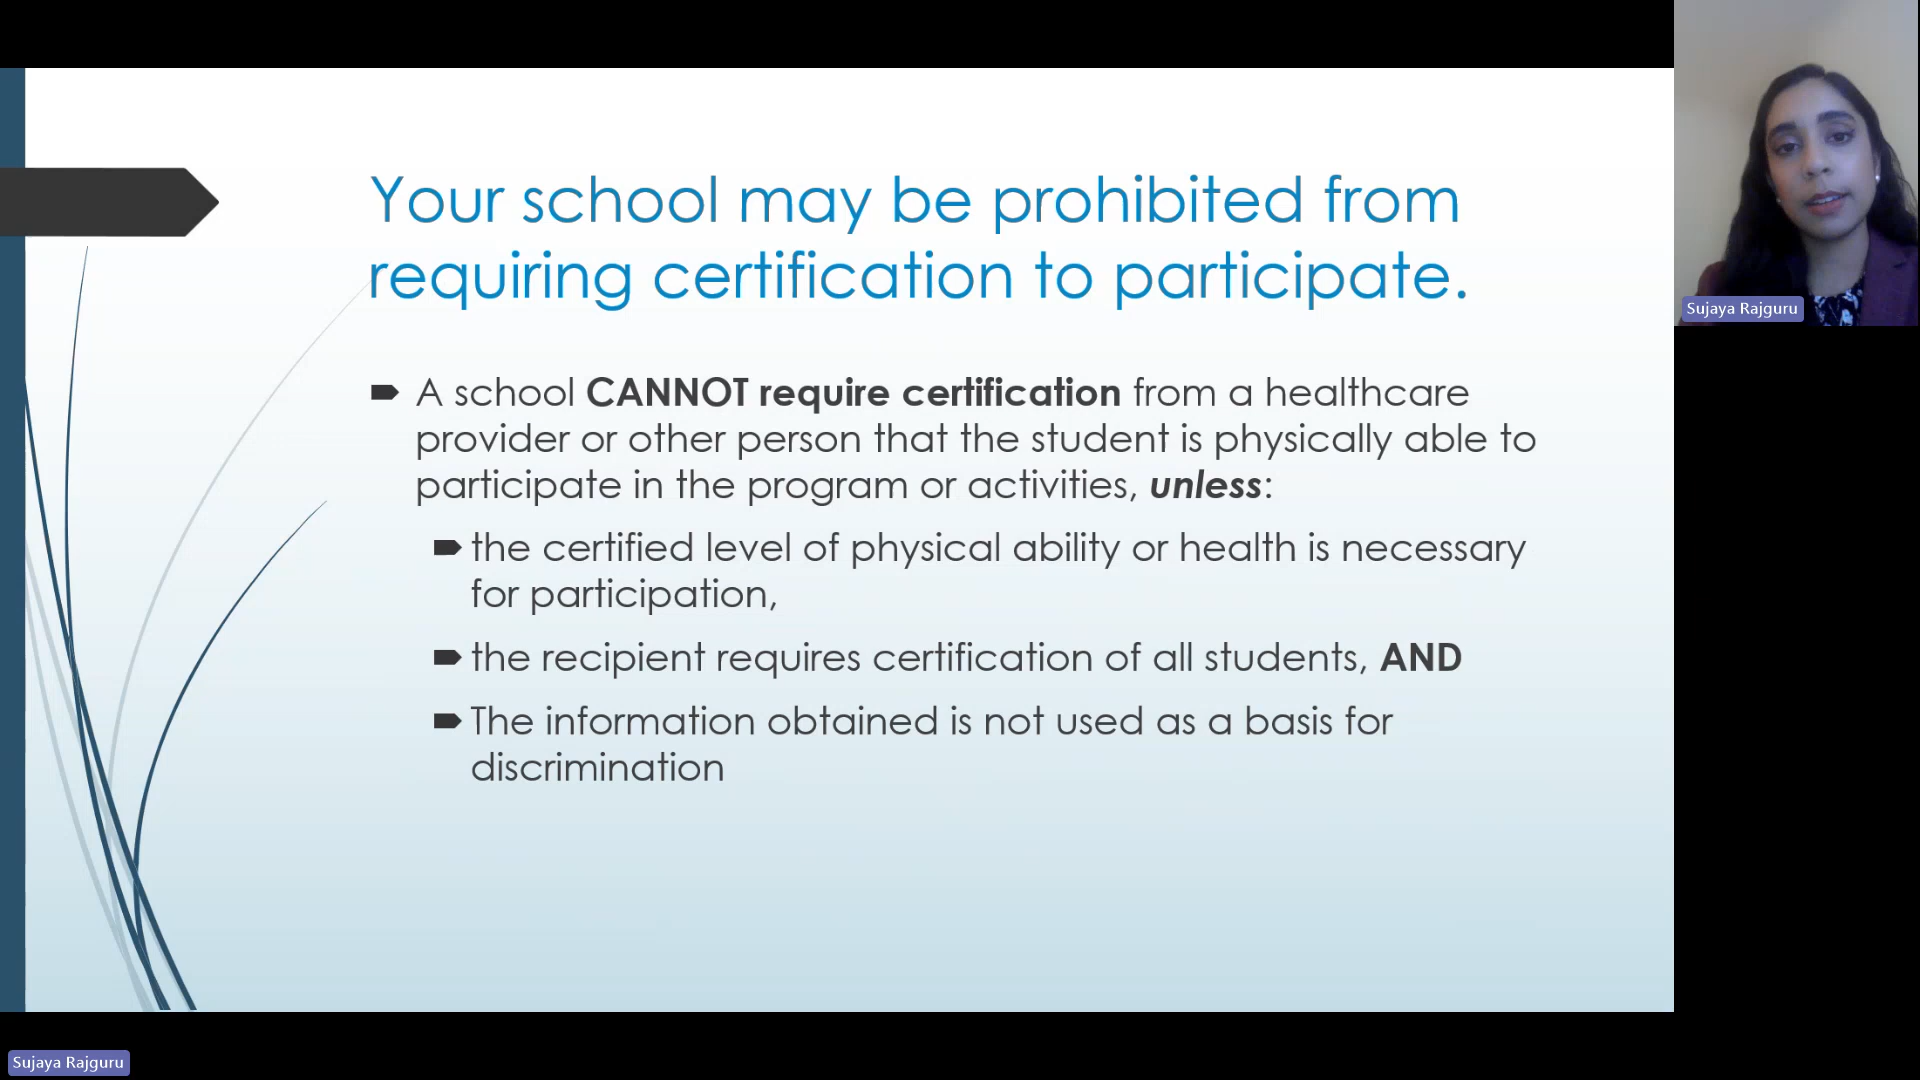 Your school may be prohibited from
requiring certification to participate.
A school CANNOT require certification from a healthcare
provider or other person that the student is physically able to
participate in the program or activities, unless:
the certified level of physical ability or health is necessary
for participation,
the recipient requires certification of all students, AND
The information obtained is not used as a basis for
discrimination
Sujaya Rajguru
Sujaya Rajguru